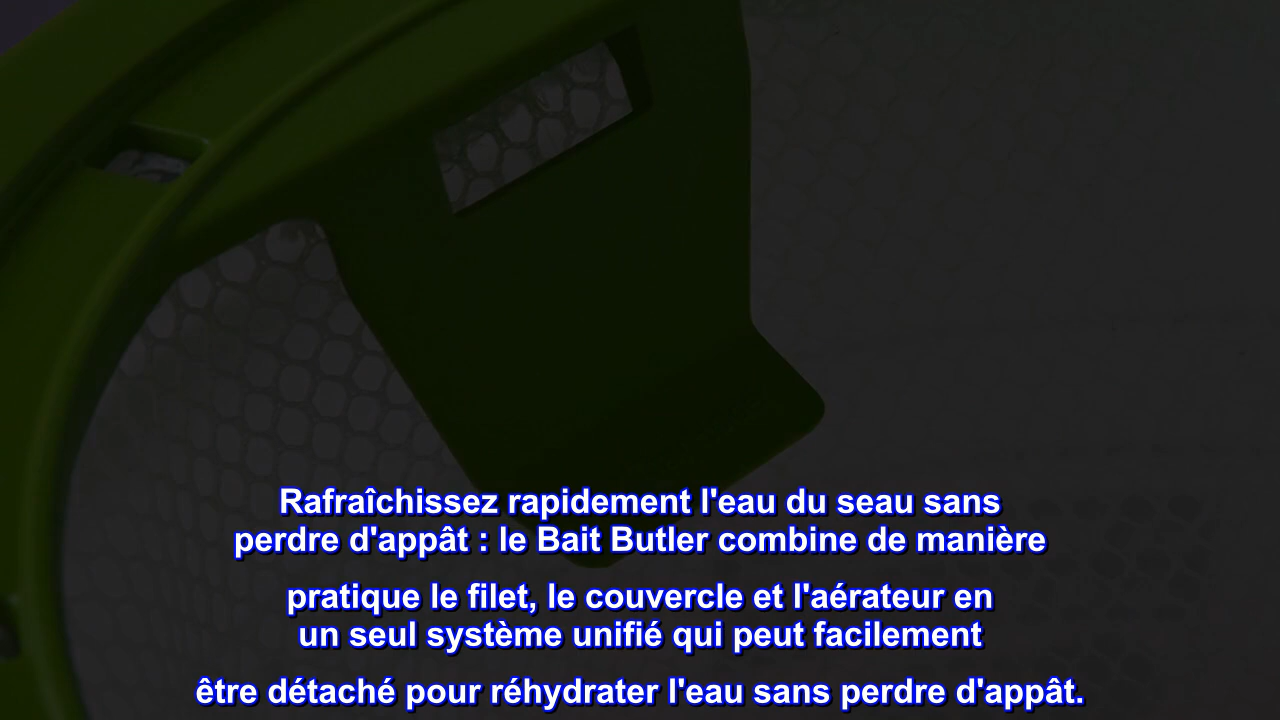 Rafraîchissez rapidement l'eau du seau sans
perdre d'appât : le Bait Butler combine de manière
pratique le filet, le couvercle et l'aérateur en
un seul système unifié qui peut facilement
être détaché pour réhydrater l'eau sans perdre d'appât.